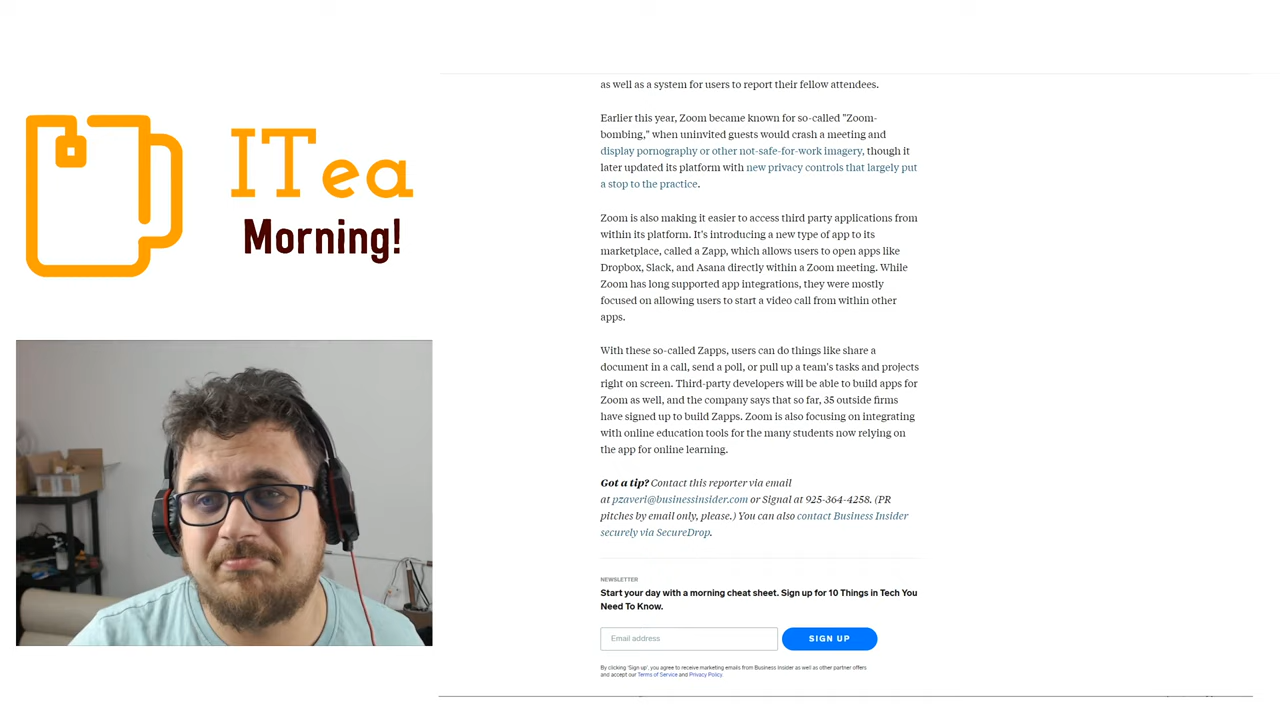 ITea
Morning!
as well as a system for users to report their fellow attendees.
Earlier this year, Zoom became known for so-called "Zoom-
bombing," when uninvited guests would crash a meeting and
display pornography or other not-safe-for-work imagery, though it
later updated its platform with new privacy controls that largely put
a stop to the practice.
Zoom is also making it easier to access third party applications from
within its platform. It's introducing a new type of app to its
marketplace, called a Zapp, which allows users to open apps like
Dropbox, Slack, and Asana directly within a Zoom meeting. While
Zoom has long supported app integrations, they were mostly
focused on allowing users to start a video call from within other
apps.
With these so-called Zapps, users can do things like share a
document in a call, send a poll, or pull up a team's tasks and projects
right on screen. Third-party developers will be able to build apps for
Zoom as well, and the company says that so far, 35 outside firms
have signed up to build Zapps. Zoom is also focusing on integrating
with online education tools for the many students now relying on
the app for online learning.
Got a tip? Contact this reporter via email
at pzaveri@businessinsider.com or Signal at 925-364-4258. (PR
pitches by email only, please.) You can also contact Business Insider
securely via SecureDrop.
NEWSLETTER
Start your day with a morning cheat sheet. Sign up for 10 Things in Tech You
Need To Know.
Email address
SIGN UP
By clicking 'Sign up', you agree to receive marketing emails from Business Insider as well as other partner offers
and accept our Terms of Service and Privacy Policy